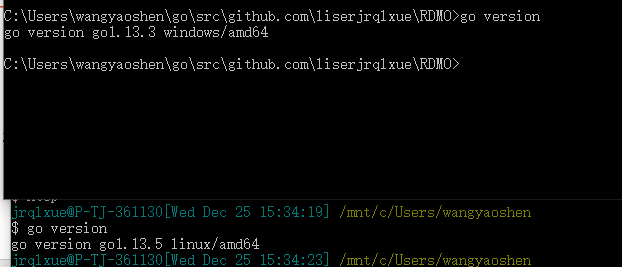 C:\Users\wangyaoshen\go\src\github.com\liserjrqlxue\RDMO>go version
go version go1.13.3 windows/amd64
C:\Users\wangyaoshen\go\src\github.com\liserjrqlxue\RDMO>
jrqlxue@P-TJ-361130[Wed Dec 25 15:34:19] /mnt/c/Users/wangyaoshen
$ go version
go version go1.13.5 linux/amd64
jrqlxue@P-TJ-361130[Wed Dec 25 15:34:23] /mnt/c/Users/wangyaoshen